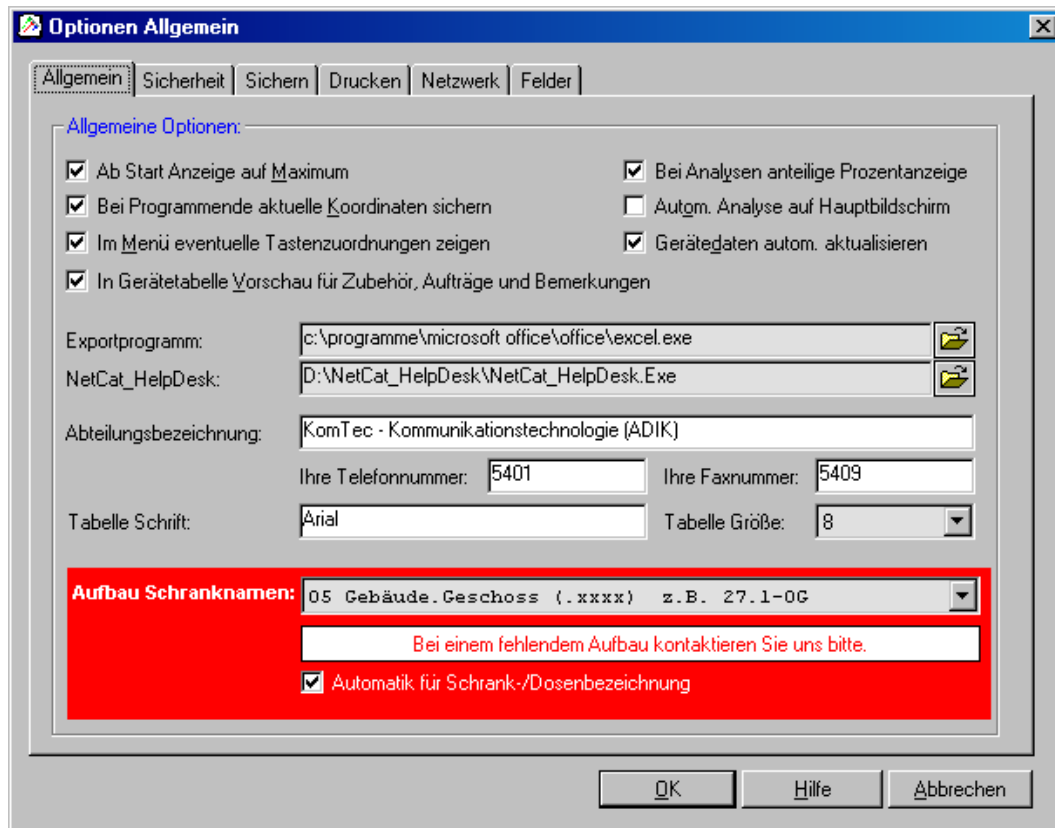 Optionen Allgemein
Allgemein Sicherheit Sichern Drucken Netzwerk Felder
Allgemeine Optionen:
Ab Start Anzeige auf Maximum Bei Analysen anteilige Prozentanzeige
Bei Programmende aktuelle Koordinaten sichern Autom. Analyse auf Hauptbildschirm
Im Menü eventuelle Tastenzuordnungen zeigen Gerätedaten autom. aktualisieren
In Gerätetabelle Vorschau für Zubehör, Aufträge und Bemerkungen
Exportprogramm: c:\programme\microsoft office\office\excel.exe
NetCat_HelpDesk: D:\NetCat_HelpDesk\NetCat_HelpDesk.Exe
Abteilungsbezeichnung: KomTec - Kommunikationstechnologie (ADIK)
Ihre Telefonnummer: 5401 Ihre Faxnummer: 5409
Tabelle Schrift: Arial Tabelle Größe: 8
Aufbau Schranknamen: 05 Gebäude.Geschoss (.xxxx) z.B. 27.1-0G
Bei einem fehlendem Aufbau kontaktieren Sie uns bitte.
Automatik für Schrank-/Dosenbezeichnung
OK Hilfe Abbrechen